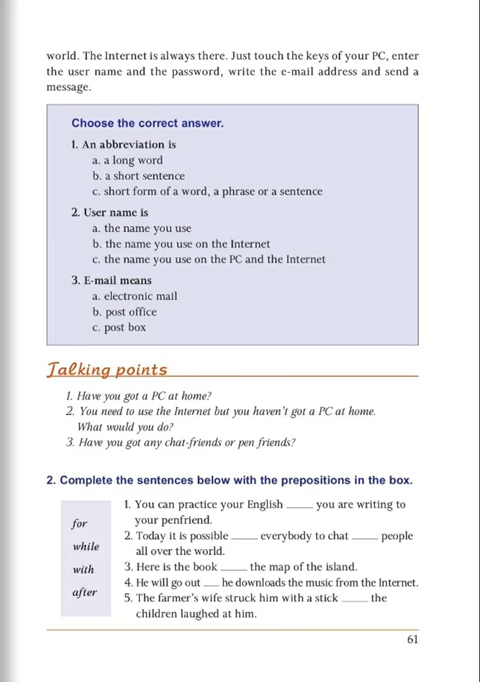 world. The Internet is always there. Just touch the keys of your PC, enter
the user name and the password, write the e-mail address and send a
message.
Choose the correct answer.
1. An abbreviation is
a. a long word
b. a short sentence
c. short form of a word, a phrase or a sentence
2. User name is
a. the name you use
b. the name you use on the Internet
c. the name you use on the PC and the Internet
3. E-mail means
a. electronic mail
b. post office
c. post box
Talking points
1. Have you got a PC at home?
2. You need to use the Internet but you haven't got a PC at home.
What would you do?
3. Have you got any chat-friends or pen friends?
2. Complete the sentences below with the prepositions in the box.
for
while
with
after
1. You can practice your English ____ you are writing to
your penfriend.
2. Today it is possible ____ everybody to chat ____ people
all over the world.
3. Here is the book ____ the map of the island.
4. He will go out ___ he downloads the music from the Internet.
5. The farmer's wife struck him with a stick ____ the
children laughed at him.
61